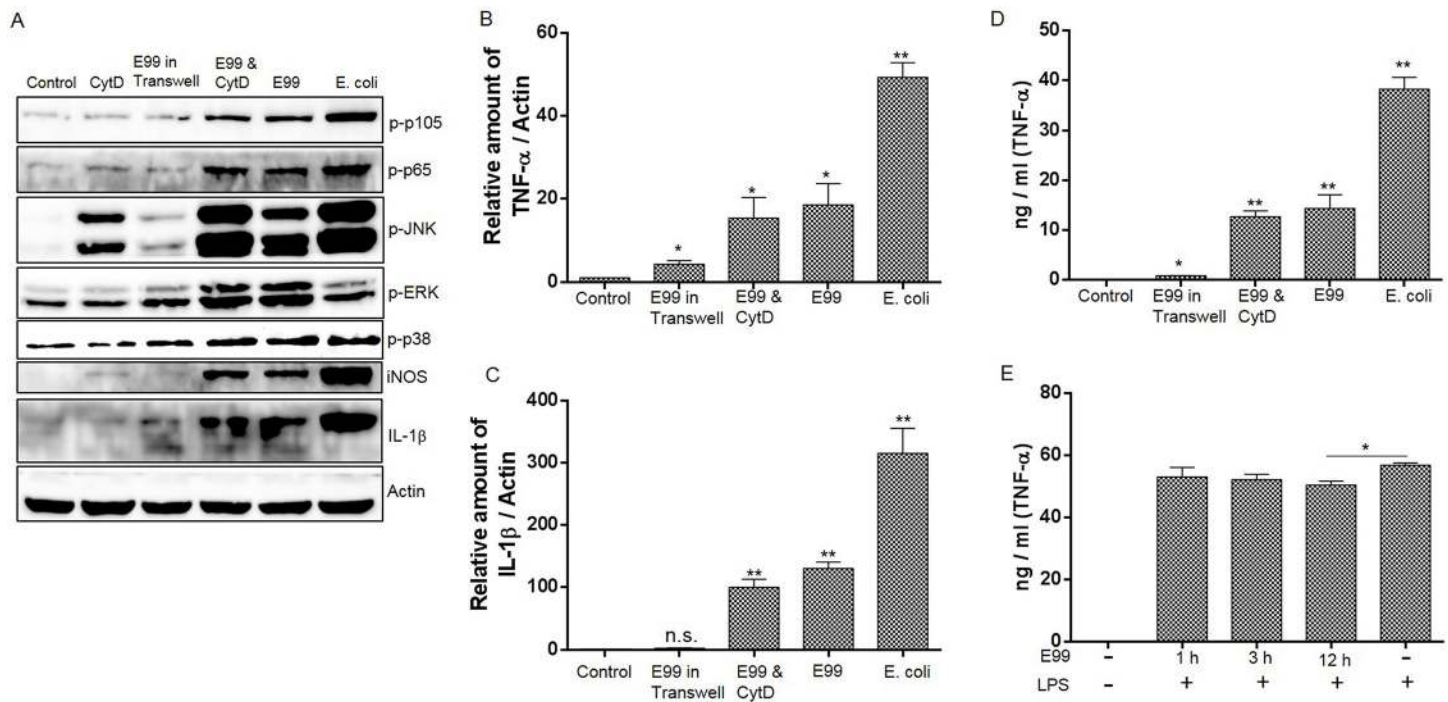 A
Control
CytD
E99 in
Transwell
E99 &
CytD
E99
E. coli
p-p105
p-p65
p-JNK
p-ERK
p-p38
iNOS
IL-1β
Actin
B
Relative amount of
TNF-α / Actin
60
40
20
0
*
*
*
**
Control
E99 in
Transwell
E99 &
CytD
E99
E. coli
C
Relative amount of
IL-1β / Actin
400
300
200
100
0
n.s.
**
**
**
Control
E99 in
Transwell
E99 &
CytD
E99
E. coli
D
ng / ml (TNF-α)
50
40
30
20
10
0
*
**
**
**
Control
E99 in
Transwell
E99 &
CytD
E99
E. coli
E
ng / ml (TNF-α)
80
60
40
20
0
*
E99 – 1 h 3 h 12 h –
LPS – + + + +